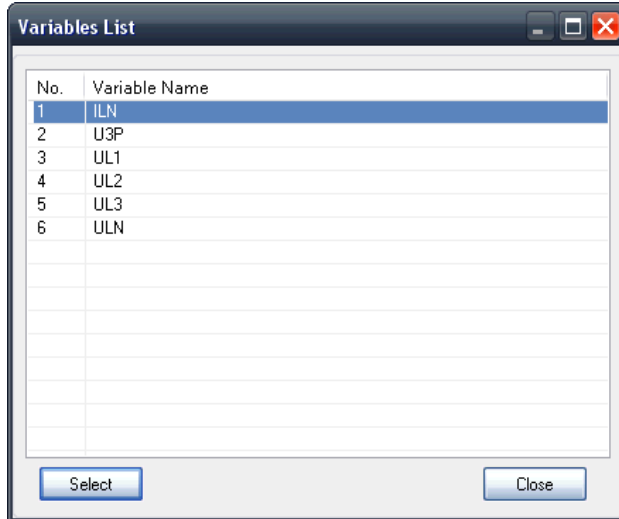 Variables List
No. Variable Name
1 ILN
2 U3P
3 UL1
4 UL2
5 UL3
6 ULN
Select Close